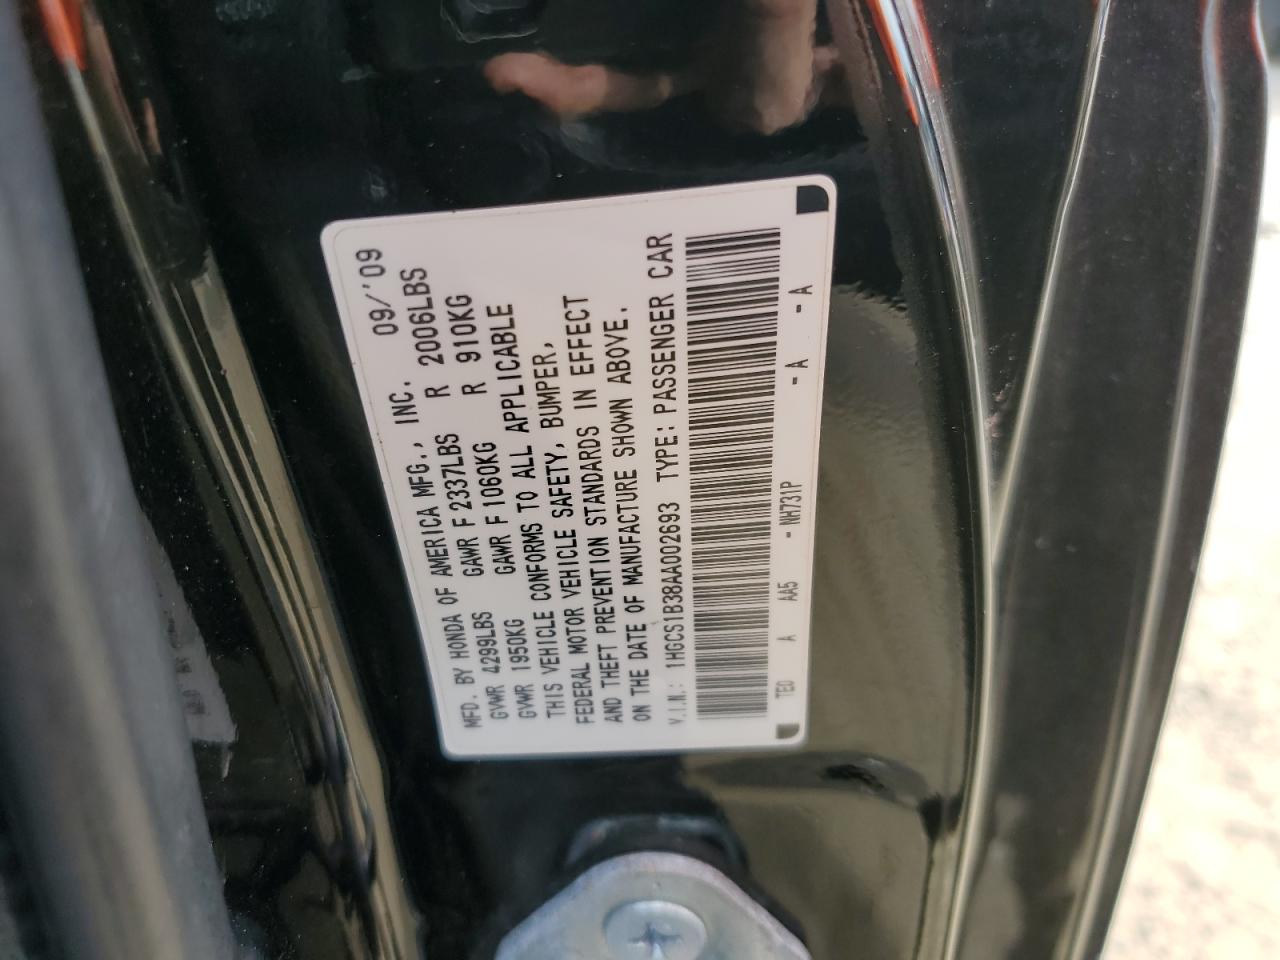 MFD. BY HONDA OF AMERICA MFG., INC. 09/'09
GVWR 4299LBS GAWR F 2337LBS R 2006LBS
GVWR 1950KG GAWR F 1060KG R 910KG
THIS VEHICLE CONFORMS TO ALL APPLICABLE
FEDERAL MOTOR VEHICLE SAFETY, BUMPER,
AND THEFT PREVENTION STANDARDS IN EFFECT
ON THE DATE OF MANUFACTURE SHOWN ABOVE.
V.I.N.: 1HGCS1B38AA002693 TYPE: PASSENGER CAR
TE0 A AA5 - NH731P - A - A